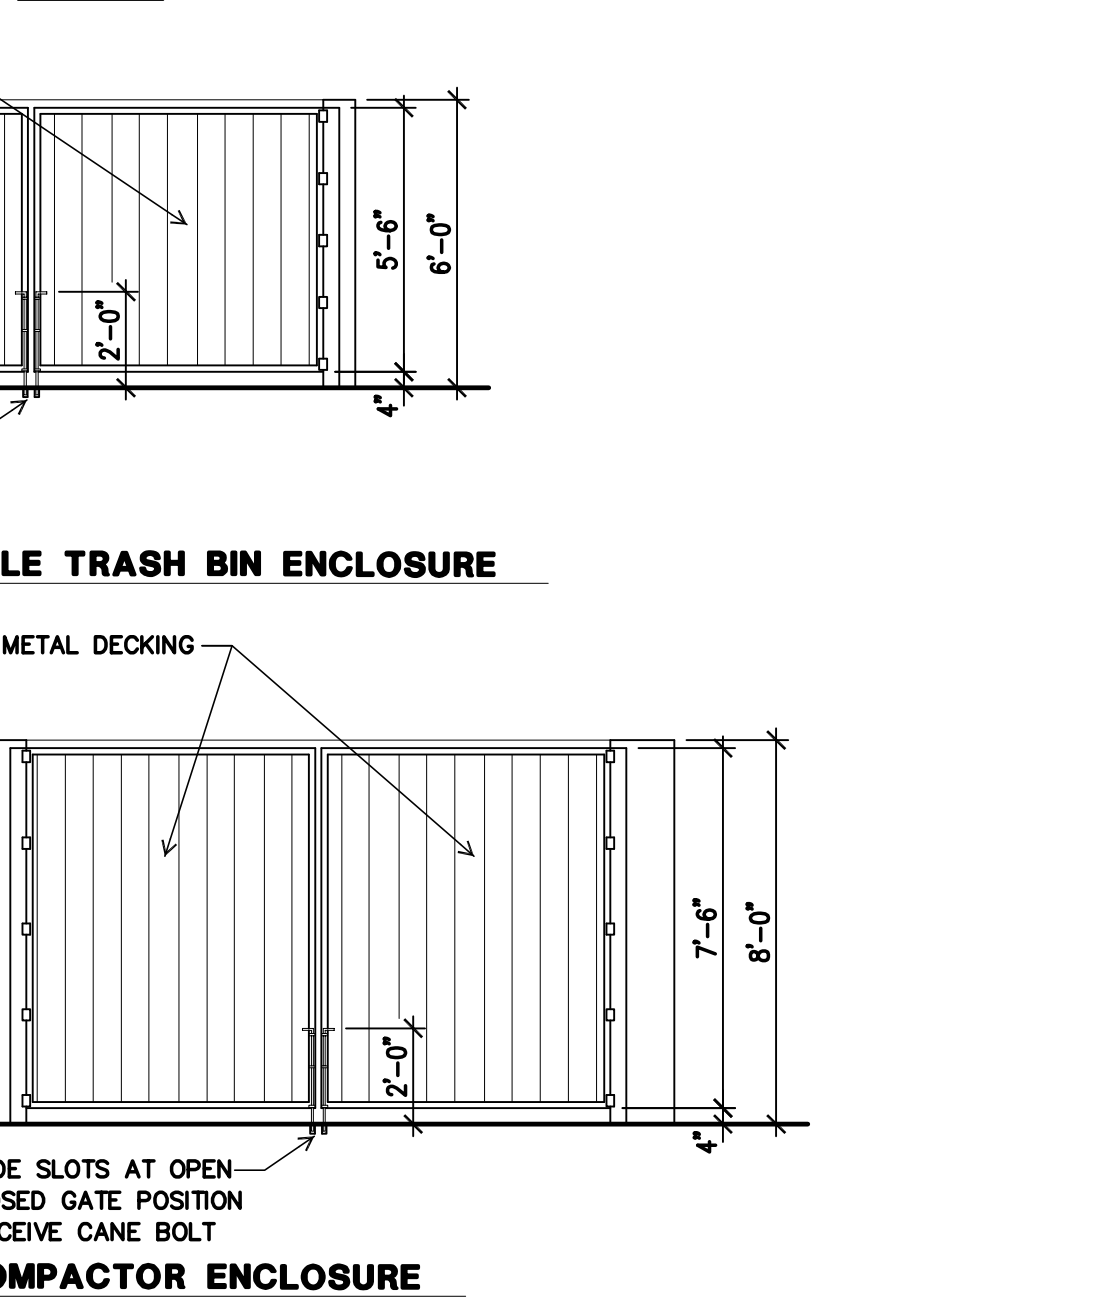 5'-6"
6'-0"
2'-0"
4"
LE TRASH BIN ENCLOSURE
METAL DECKING
7'-6"
8'-0"
2'-0"
4"
DE SLOTS AT OPEN
OSED GATE POSITION
CEIVE CANE BOLT
OMPACTOR ENCLOSURE